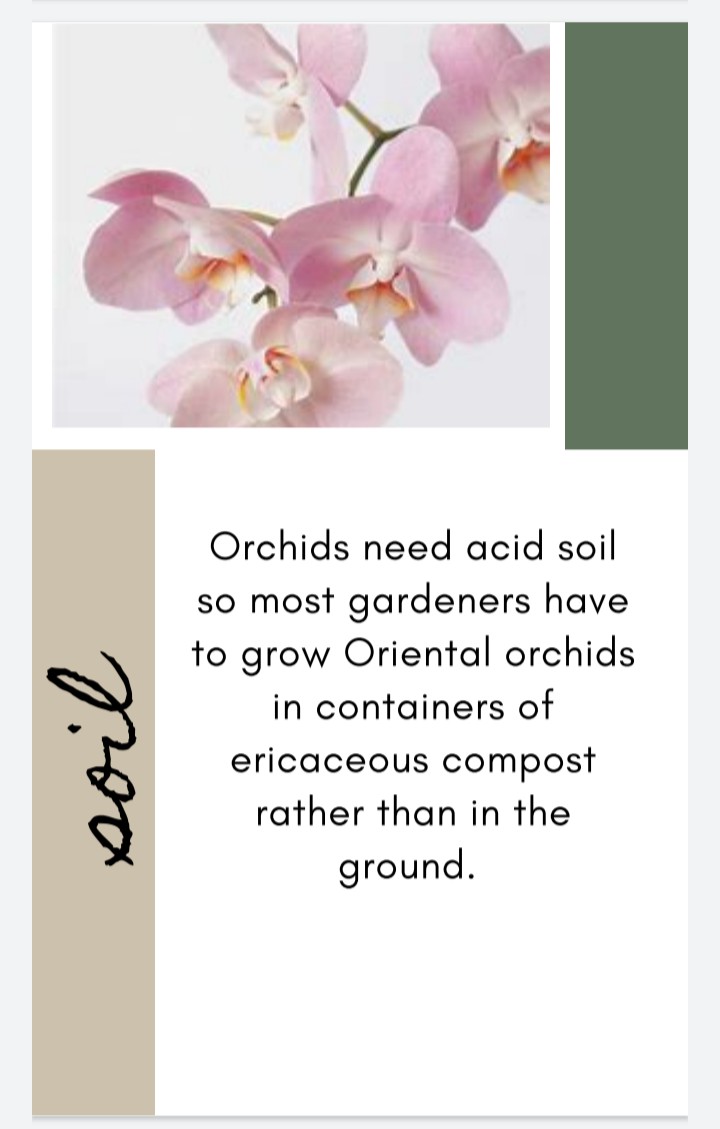 soil
Orchids need acid soil
so most gardeners have
to grow Oriental orchids
in containers of
ericaceous compost
rather than in the
ground.